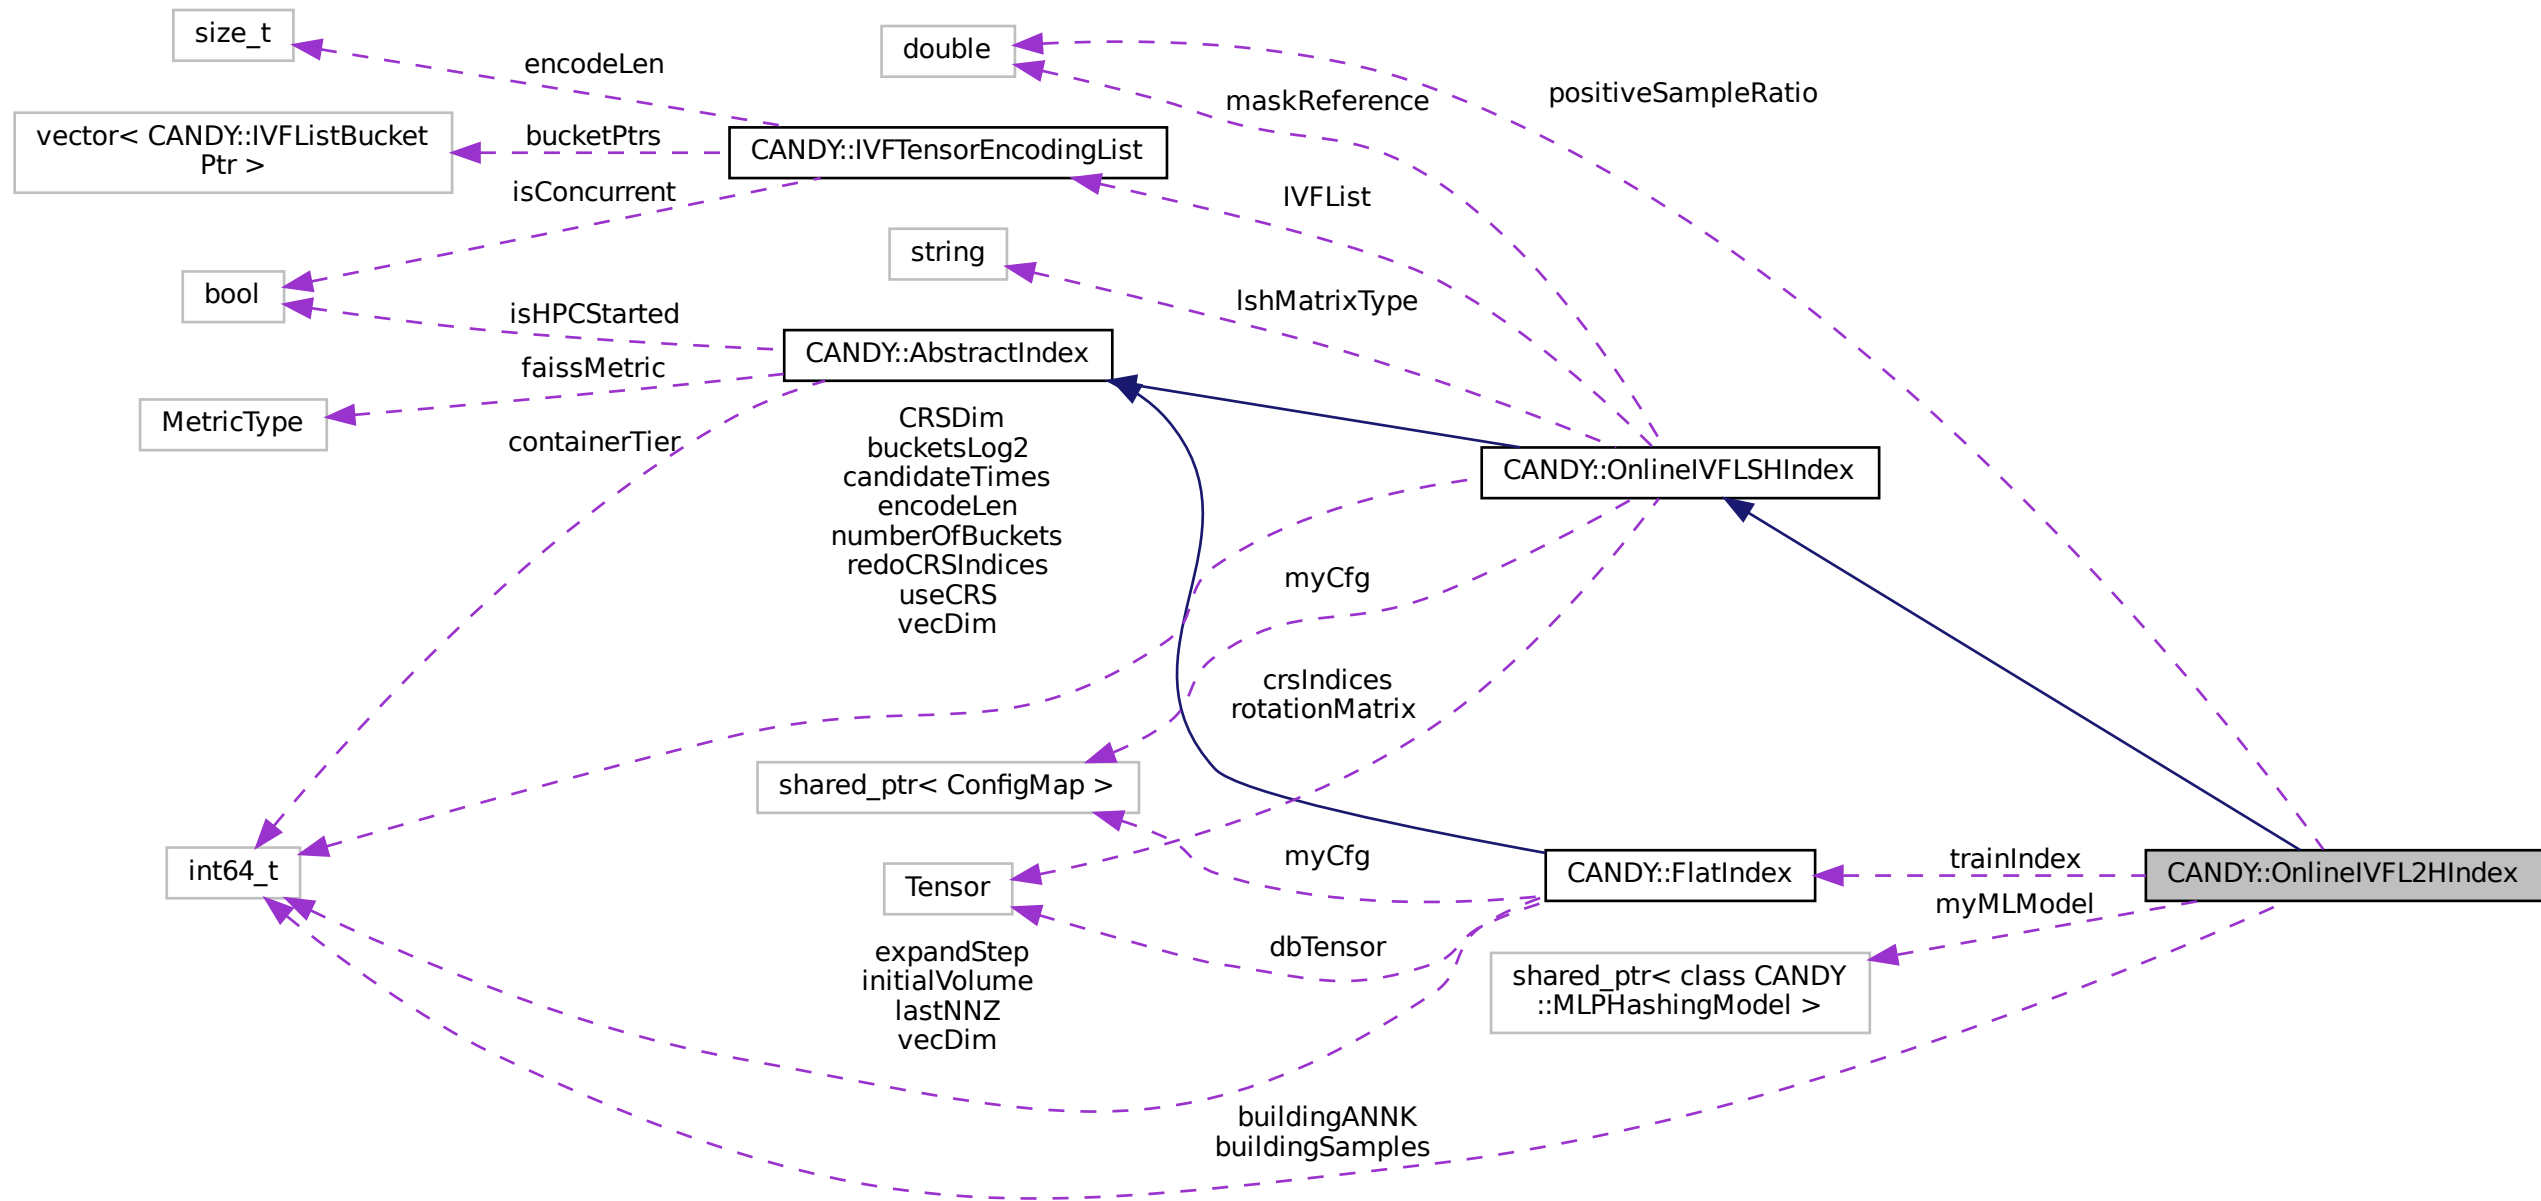 size_t
double
encodeLen
positiveSampleRatio
maskReference
vector< CANDY::IVFListBucket
Ptr >
bucketPtrs
CANDY::IVFTensorEncodingList
isConcurrent
IVFList
string
bool
lshMatrixType
isHPCStarted
CANDY::AbstractIndex
faissMetric
MetricType
containerTier
CRSDim
bucketsLog2
candidateTimes
encodeLen
numberOfBuckets
redoCRSIndices
useCRS
vecDim
CANDY::OnlineIVFLSHIndex
myCfg
crsIndices
rotationMatrix
shared_ptr< ConfigMap >
int64_t
Tensor
myCfg
CANDY::FlatIndex
trainIndex
CANDY::OnlineIVFL2HIndex
myMLModel
dbTensor
expandStep
initialVolume
lastNNZ
vecDim
shared_ptr< class CANDY
::MLPHashingModel >
buildingANNK
buildingSamples